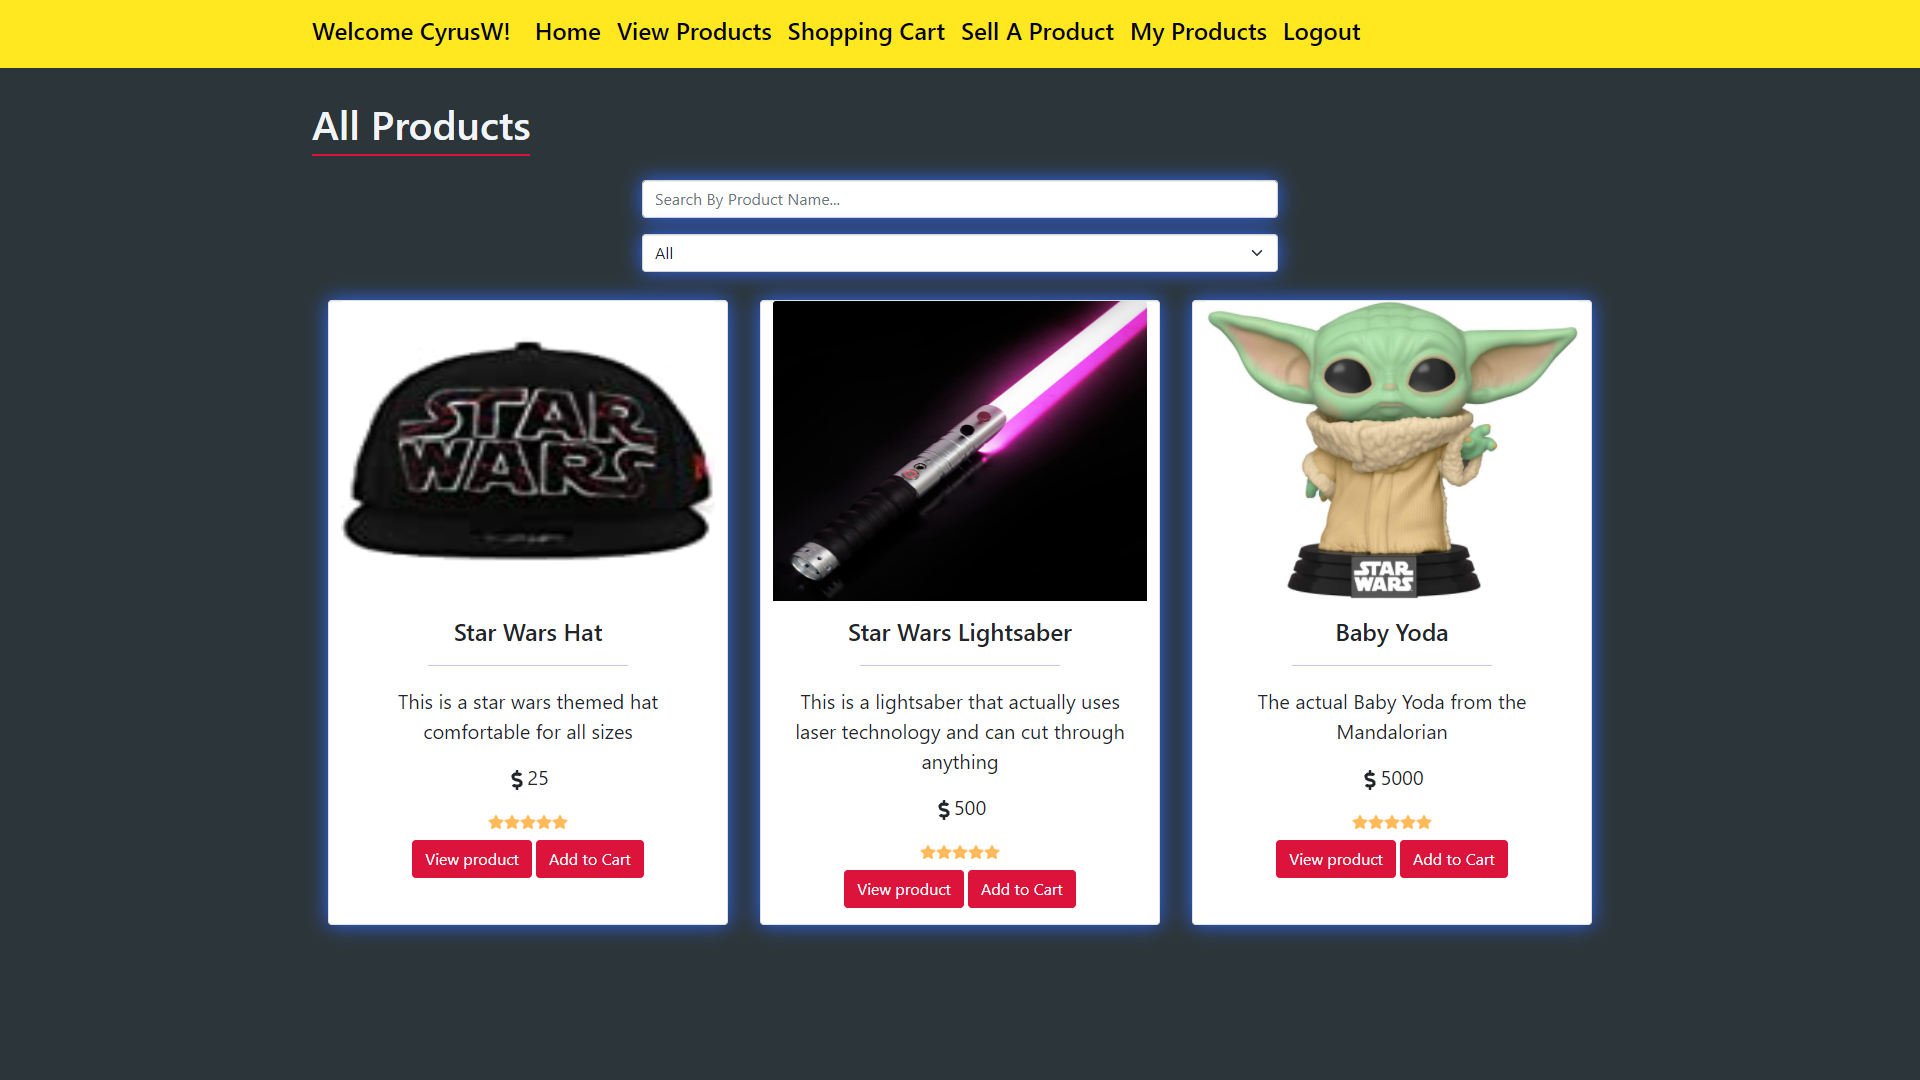 Welcome CyrusW! Home View Products Shopping Cart Sell A Product My Products Logout
All Products
Search By Product Name...
All
STAR
WARS
Star Wars Hat
This is a star wars themed hat
comfortable for all sizes
$ 25
View product Add to Cart
Star Wars Lightsaber
This is a lightsaber that actually uses
laser technology and can cut through
anything
$ 500
View product Add to Cart
STAR
WARS
Baby Yoda
The actual Baby Yoda from the
Mandalorian
$ 5000
View product Add to Cart